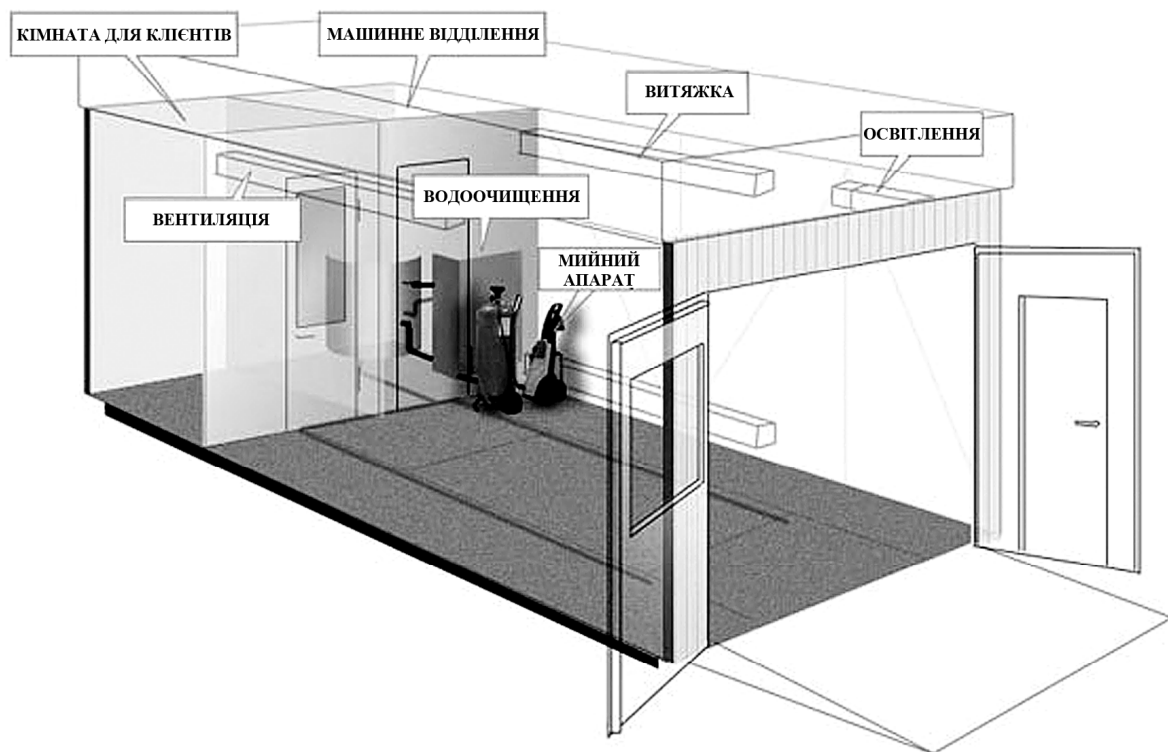 КІМНАТА ДЛЯ КЛІЄНТІВ
МАШИННЕ ВІДДІЛЕННЯ
ВИТЯЖКА
ОСВІТЛЕННЯ
ВОДООЧИЩЕННЯ
ВЕНТИЛЯЦІЯ
МИЙНИЙ
АПАРАТ